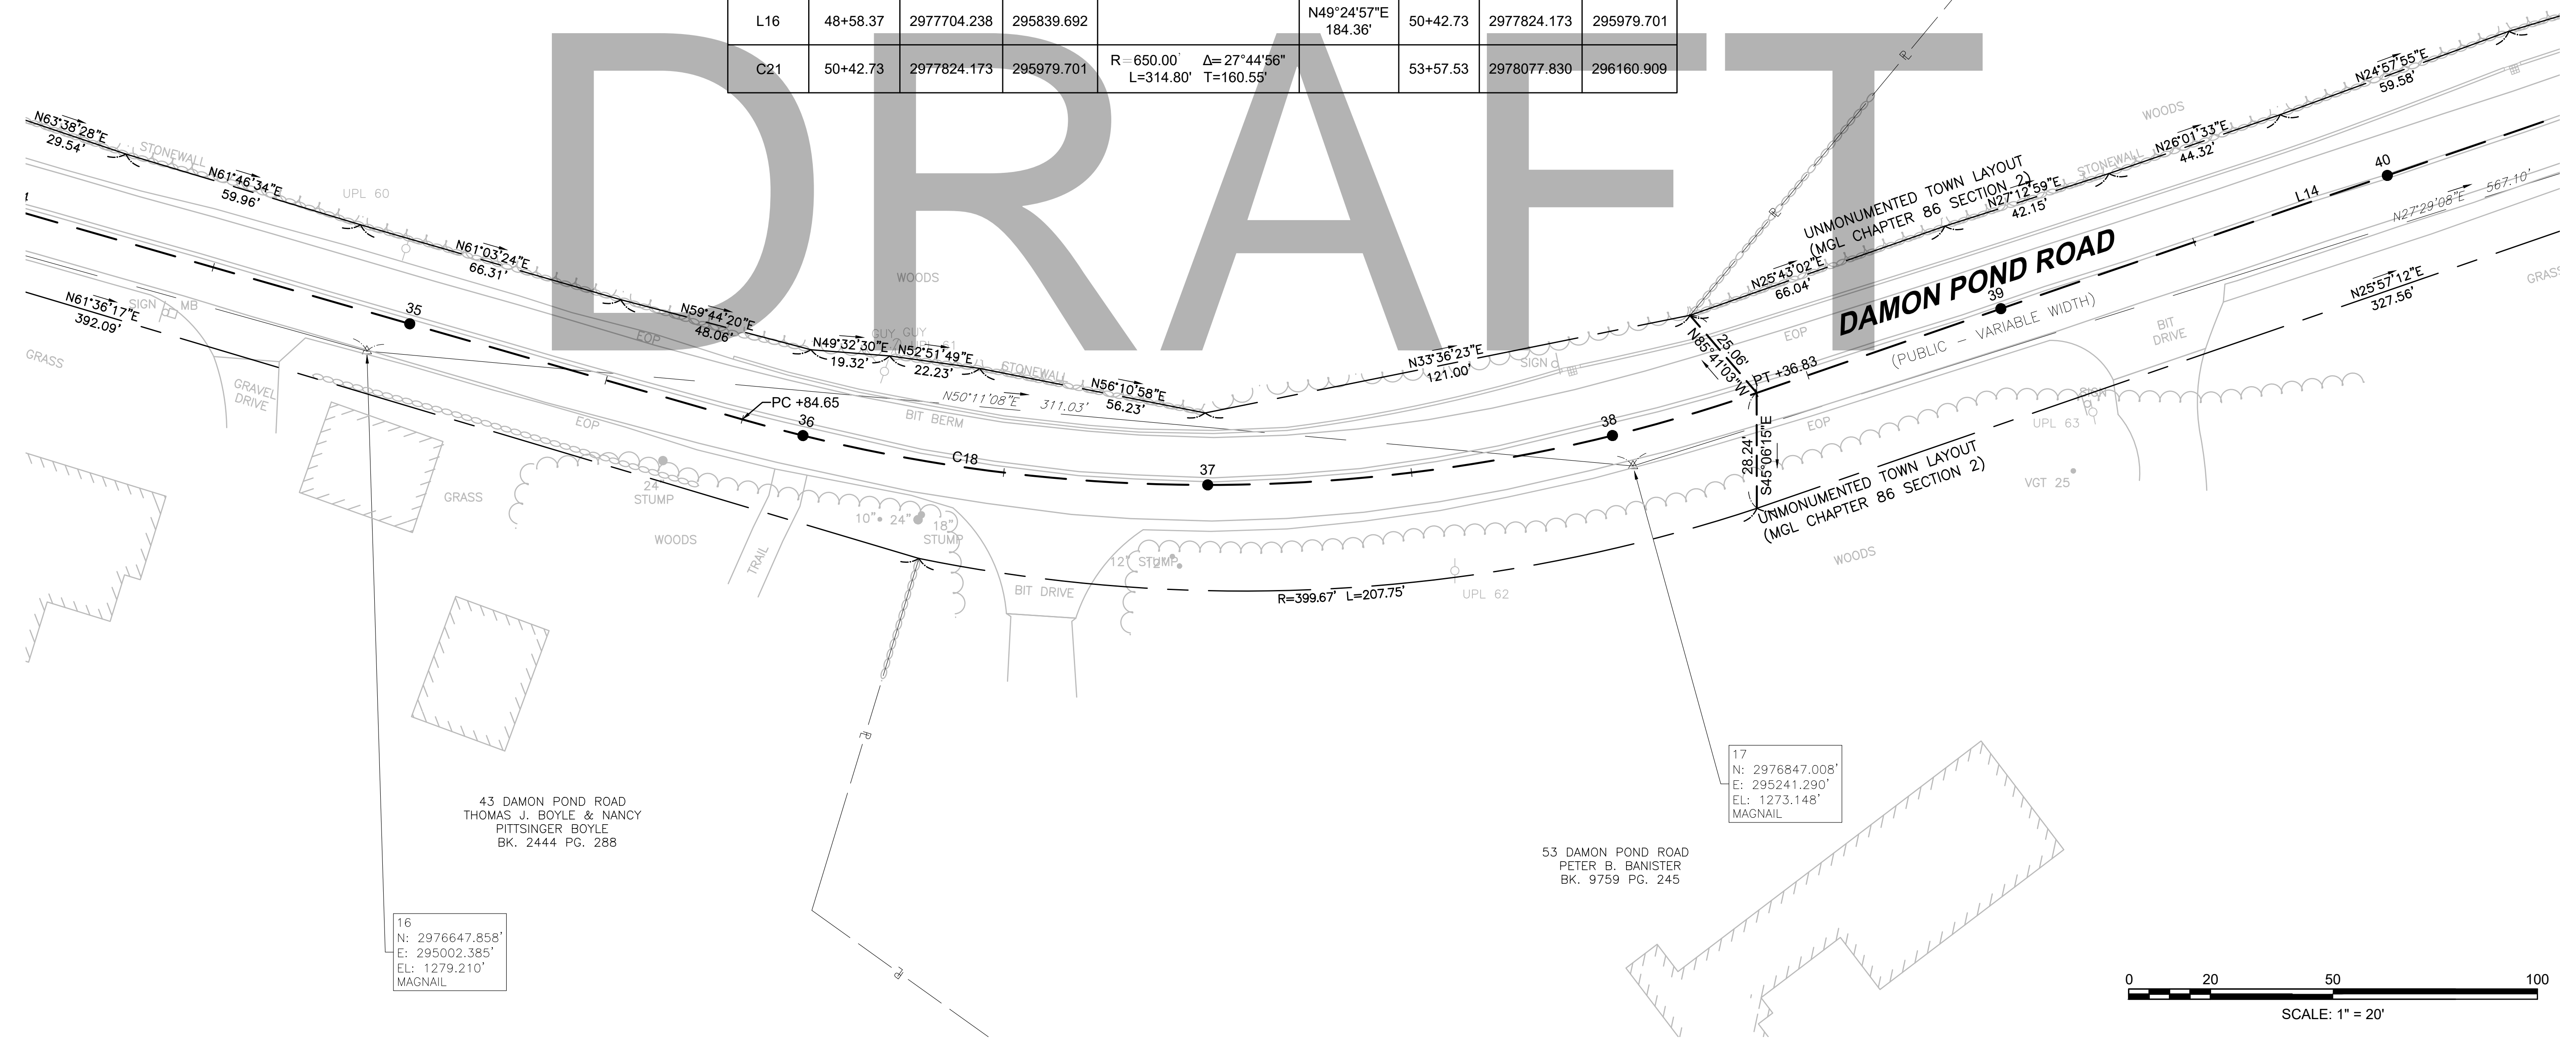 L16 48+58.37 2977704.238 295839.692 N49°24'57"E 50+42.73 2977824.173 295979.701
184.36'
C21 50+42.73 2977824.173 295979.701 R=650.00' Δ=27°44'56" 53+57.53 2978077.830 296160.909
L=314.80' T=160.55'
DRAFT
N63°38'28"E
29.54'
STONEWALL
N61°46'34"E
59.96'
UPL 60
N61°03'24"E
66.31'
N59°44'20"E
48.06'
WOODS
GUY GUY
UPL 61
N49°32'30"E
19.32'
N52°51'49"E
22.23'
STONEWALL
N56°10'58"E
56.23'
N33°36'23"E
121.00'
SIGN
N25°43'02"E
66.04'
UNMONUMENTED TOWN LAYOUT
(MGL CHAPTER 86 SECTION 2)
N27°12'59"E
42.15'
STONEWALL
N26°01'33"E
44.32'
WOODS
N24°57'55"E
59.58'
PL
PL
40
L14
N27°29'08"E 567.10'
DAMON POND ROAD
39
(PUBLIC - VARIABLE WIDTH)
EOP
25.06'
N85°41'03"W
PT +36.83
N25°57'12"E
327.56'
GRASS
BIT
DRIVE
SIGN
UPL 63
EOP
VGT 25
S45°06'15"E
28.24'
UNMONUMENTED TOWN LAYOUT
(MGL CHAPTER 86 SECTION 2)
WOODS
N61°36'17"E
392.09'
SIGN
MB
GRASS
GRAVEL
DRIVE
35
EOP
EOP
PC +84.65
36
C18
BIT BERM
N50°11'08"E 311.03'
37
38
GRASS
24"
STUMP
WOODS
TRAIL
10"
24"
18"
STUMP
BIT DRIVE
12" STUMP
12"
R=399.67' L=207.75'
UPL 62
PL
PL
43 DAMON POND ROAD
THOMAS J. BOYLE & NANCY
PITTSINGER BOYLE
BK. 2444 PG. 288
16
N: 2976647.858'
E: 295002.385'
EL: 1279.210'
MAGNAIL
17
N: 2976847.008'
E: 295241.290'
EL: 1273.148'
MAGNAIL
53 DAMON POND ROAD
PETER B. BANISTER
BK. 9759 PG. 245
0 20 50 100
SCALE: 1" = 20'